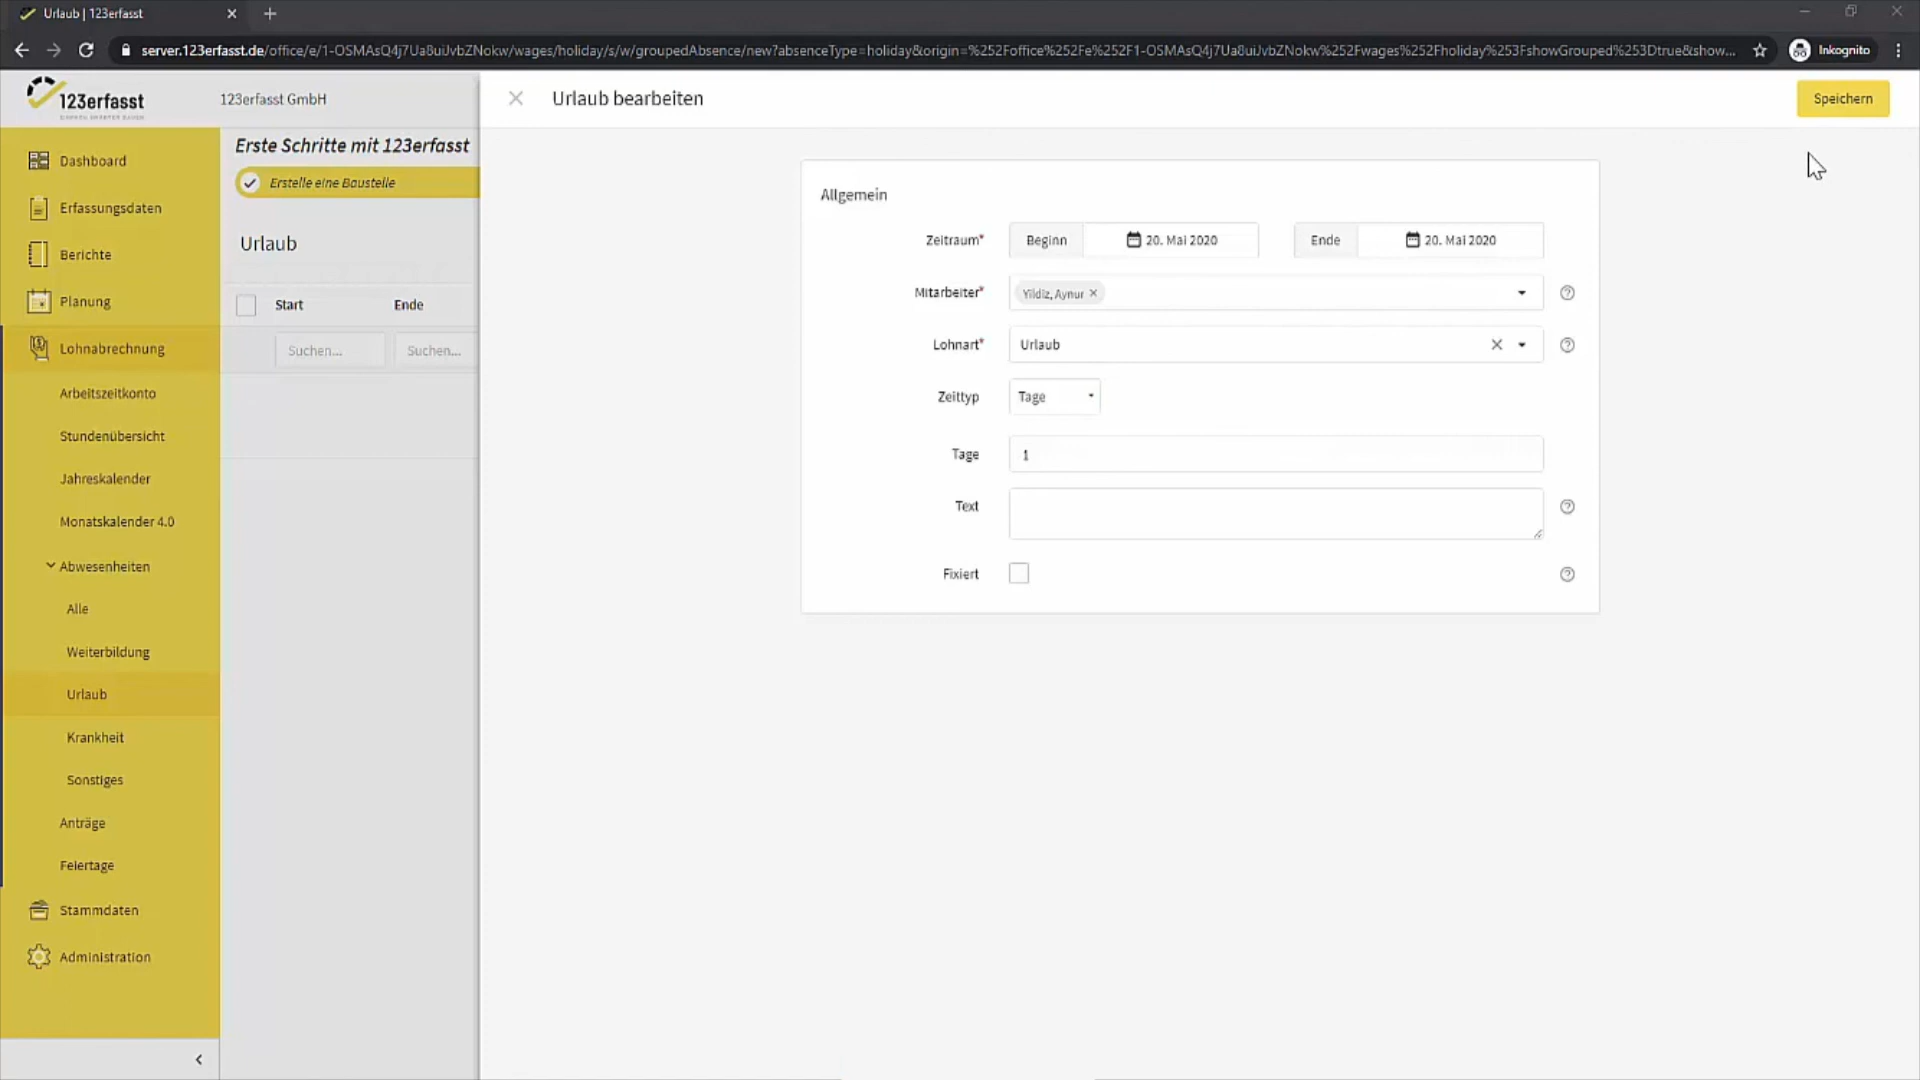 Urlaub | 123erfasst
server.123erfasst.de/office/e/1-OSMAsQ4j7Ua8uiJvbZNokw/wages/holiday/s/w/groupedAbsence/new?absenceType=holiday&origin=%252Foffice%252Fe%252F1-OSMAsQ4j7Ua8uiJvbZNokw%252Fwages%252Fholiday%253FshowGrouped%253Dtrue&show...
Inkognito
123erfasst
123erfasst GmbH
Urlaub bearbeiten
Speichern
Erste Schritte mit 123erfasst
Erstelle eine Baustelle
Dashboard
Erfassungsdaten
Berichte
Planung
Lohnabrechnung
Arbeitszeitkonto
Stundenübersicht
Jahreskalender
Monatskalender 4.0
Abwesenheiten
Alle
Weiterbildung
Urlaub
Krankheit
Sonstiges
Anträge
Feiertage
Stammdaten
Administration
Urlaub
Start Ende
Suchen... Suchen...
Allgemein
Zeitraum* Beginn 20. Mai 2020 Ende 20. Mai 2020
Mitarbeiter* Yildiz, Aynur
Lohnart* Urlaub
Zeittyp Tage
Tage 1
Text
Fixiert